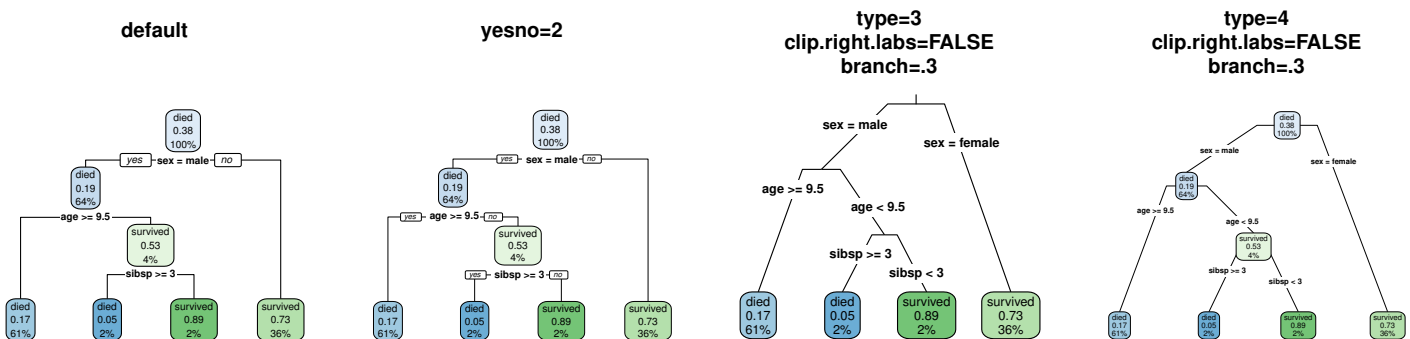 default
died
0.38
100%
yes sex = male no
died
0.19
64%
age >= 9.5
survived
0.53
4%
sibsp >= 3
died
0.17
61%
died
0.05
2%
survived
0.89
2%
survived
0.73
36%
yesno=2
died
0.38
100%
yes sex = male no
died
0.19
64%
yes age >= 9.5 no
survived
0.53
4%
yes sibsp >= 3 no
died
0.17
61%
died
0.05
2%
survived
0.89
2%
survived
0.73
36%
type=3
clip.right.labs=FALSE
branch=.3
sex = male
sex = female
age >= 9.5
age < 9.5
sibsp >= 3
sibsp < 3
died
0.17
61%
died
0.05
2%
survived
0.89
2%
survived
0.73
36%
type=4
clip.right.labs=FALSE
branch=.3
died
0.38
100%
sex = male
sex = female
died
0.19
64%
age >= 9.5
age < 9.5
survived
0.53
4%
sibsp >= 3
sibsp < 3
died
0.17
61%
died
0.05
2%
survived
0.89
2%
survived
0.73
36%